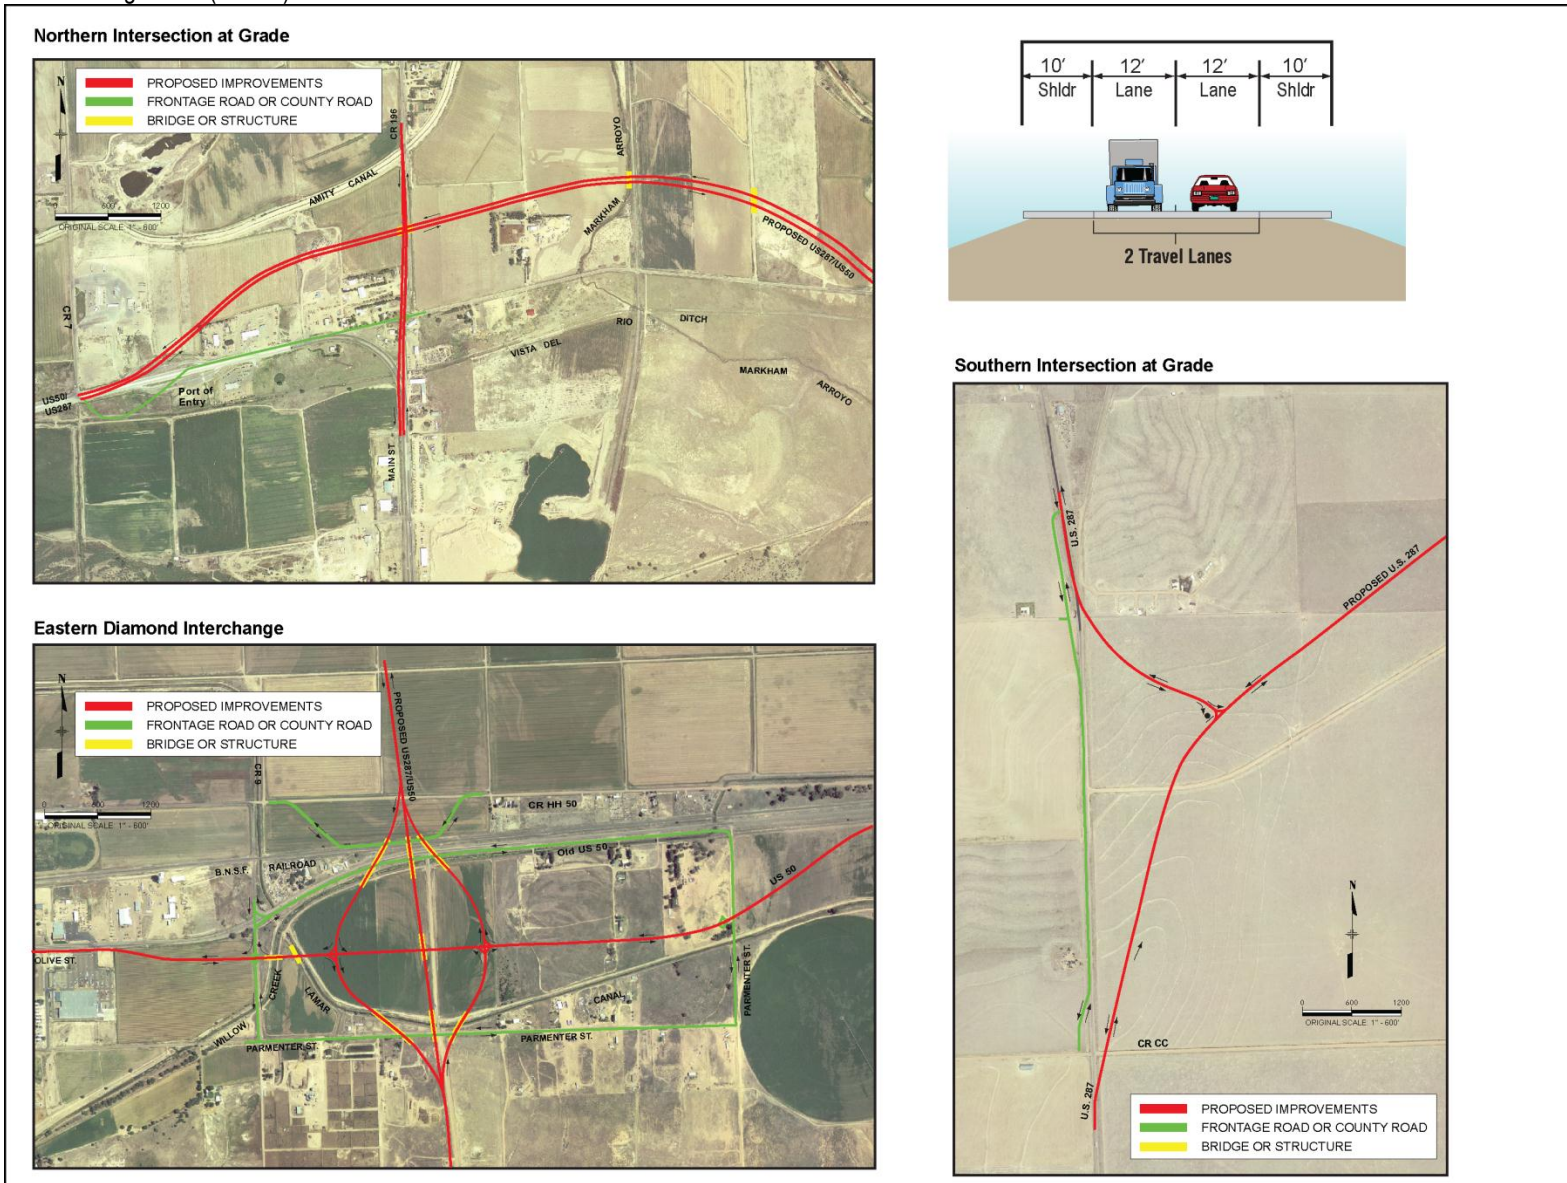 Northern Intersection at Grade
PROPOSED IMPROVEMENTS
FRONTAGE ROAD OR COUNTY ROAD
BRIDGE OR STRUCTURE
N
0 600 1200
ORIGINAL SCALE: 1" - 600'
CR 196
AMITY CANAL
ARROYO
MARKHAM
PROPOSED US287/US50
CR 7
US50/
US287
Port of
Entry
VISTA DEL
RIO
DITCH
MARKHAM
ARROYO
MAIN ST.
10' 12' 12' 10'
Shldr Lane Lane Shldr
2 Travel Lanes
Eastern Diamond Interchange
PROPOSED IMPROVEMENTS
FRONTAGE ROAD OR COUNTY ROAD
BRIDGE OR STRUCTURE
N
0 600 1200
ORIGINAL SCALE: 1" - 600'
PROPOSED US287/US50
CR 9
CR HH 50
B.N.S.F. RAILROAD
Old US 50
US 50
OLIVE ST.
CREEK
WILLOW
LAMAR
CANAL
PARMENTER ST.
PARMENTER ST.
PARMENTER ST.
Southern Intersection at Grade
U.S. 287
PROPOSED U.S. 287
N
0 600 1200
ORIGINAL SCALE: 1" - 600'
CR CC
U.S. 287
PROPOSED IMPROVEMENTS
FRONTAGE ROAD OR COUNTY ROAD
BRIDGE OR STRUCTURE